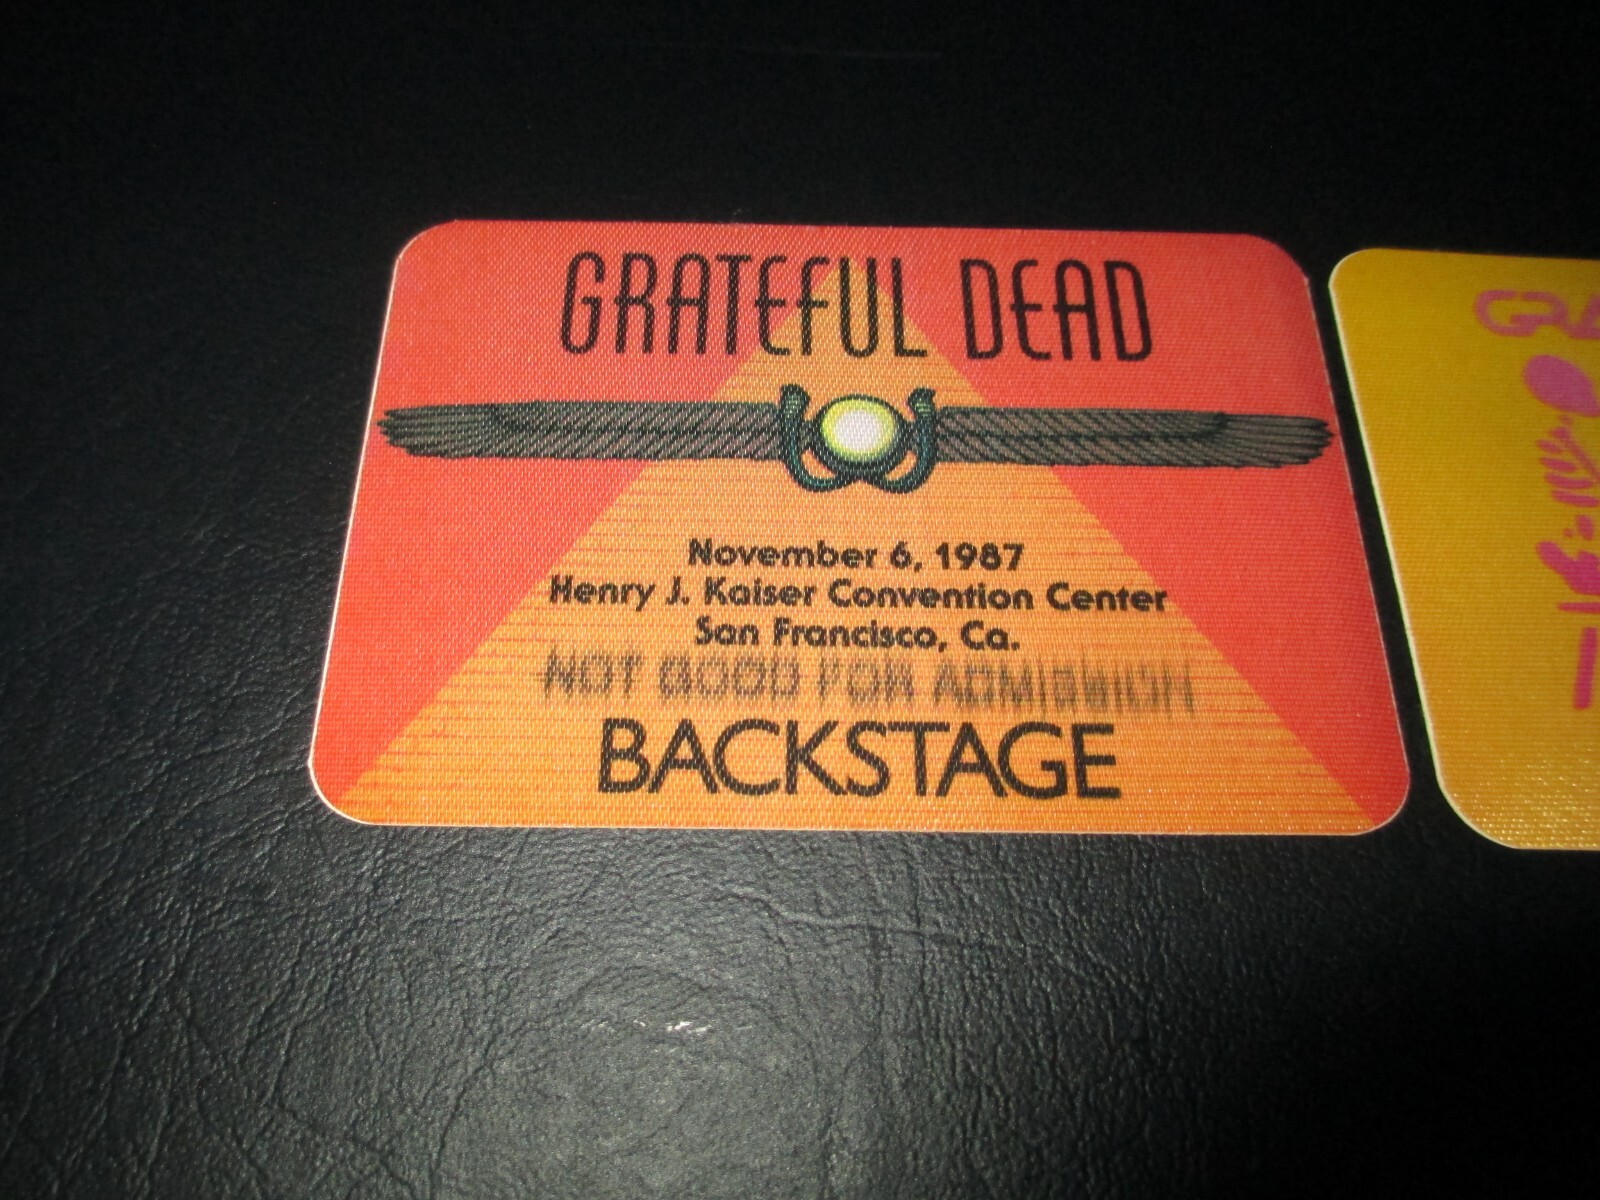 GRATEFUL DEAD
November 6, 1987
Henry J. Kaiser Convention Center
San Francisco, Ca.
NOT GOOD FOR ADMISSION
BACKSTAGE